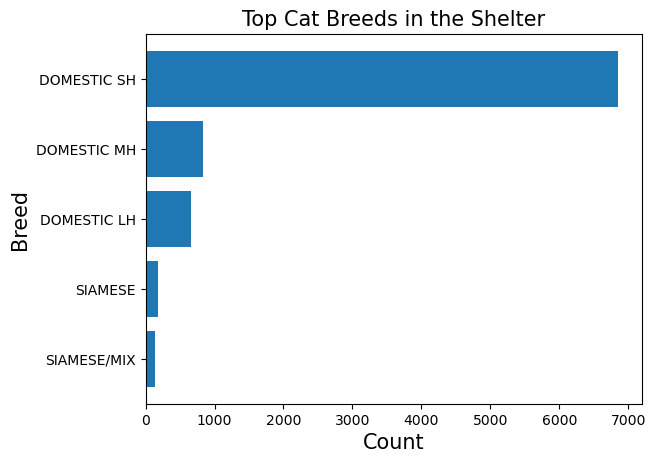 Top Cat Breeds in the Shelter
DOMESTIC SH
DOMESTIC MH
DOMESTIC LH
SIAMESE
SIAMESE/MIX
Breed
0 1000 2000 3000 4000 5000 6000 7000
Count